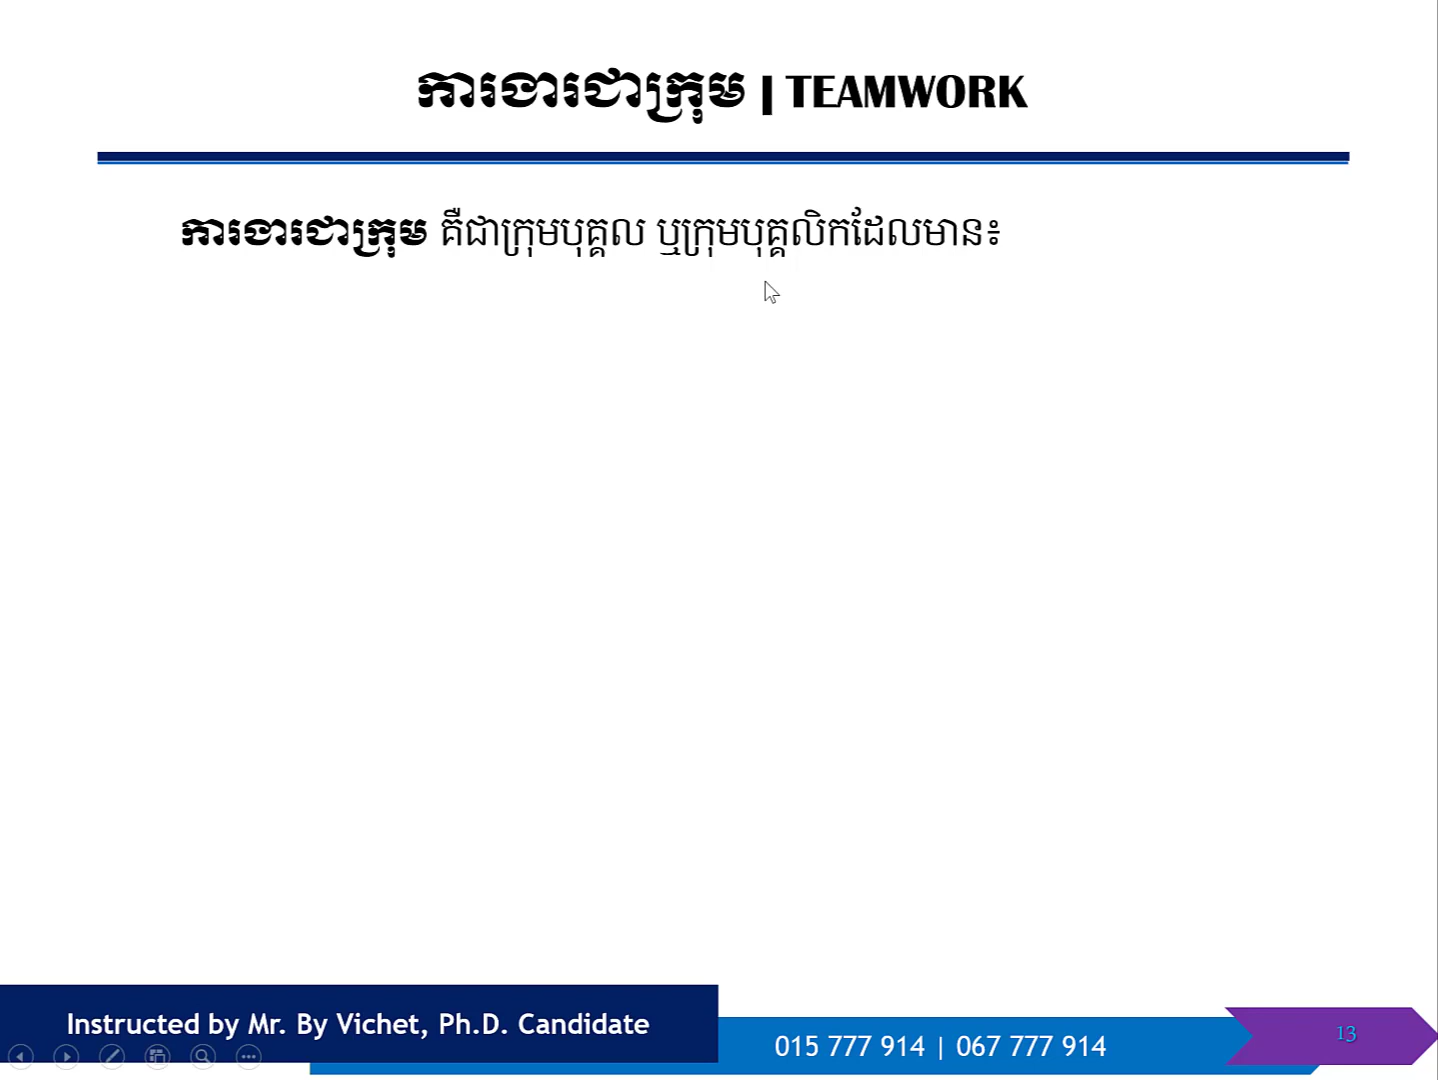 ការងារជាក្រុម | TEAMWORK
ការងារជាក្រុម គឺជាក្រុមបុគ្គល ឬក្រុមបុគ្គលិកដែលមាន៖
Instructed by Mr. By Vichet, Ph.D. Candidate
015 777 914 | 067 777 914
13